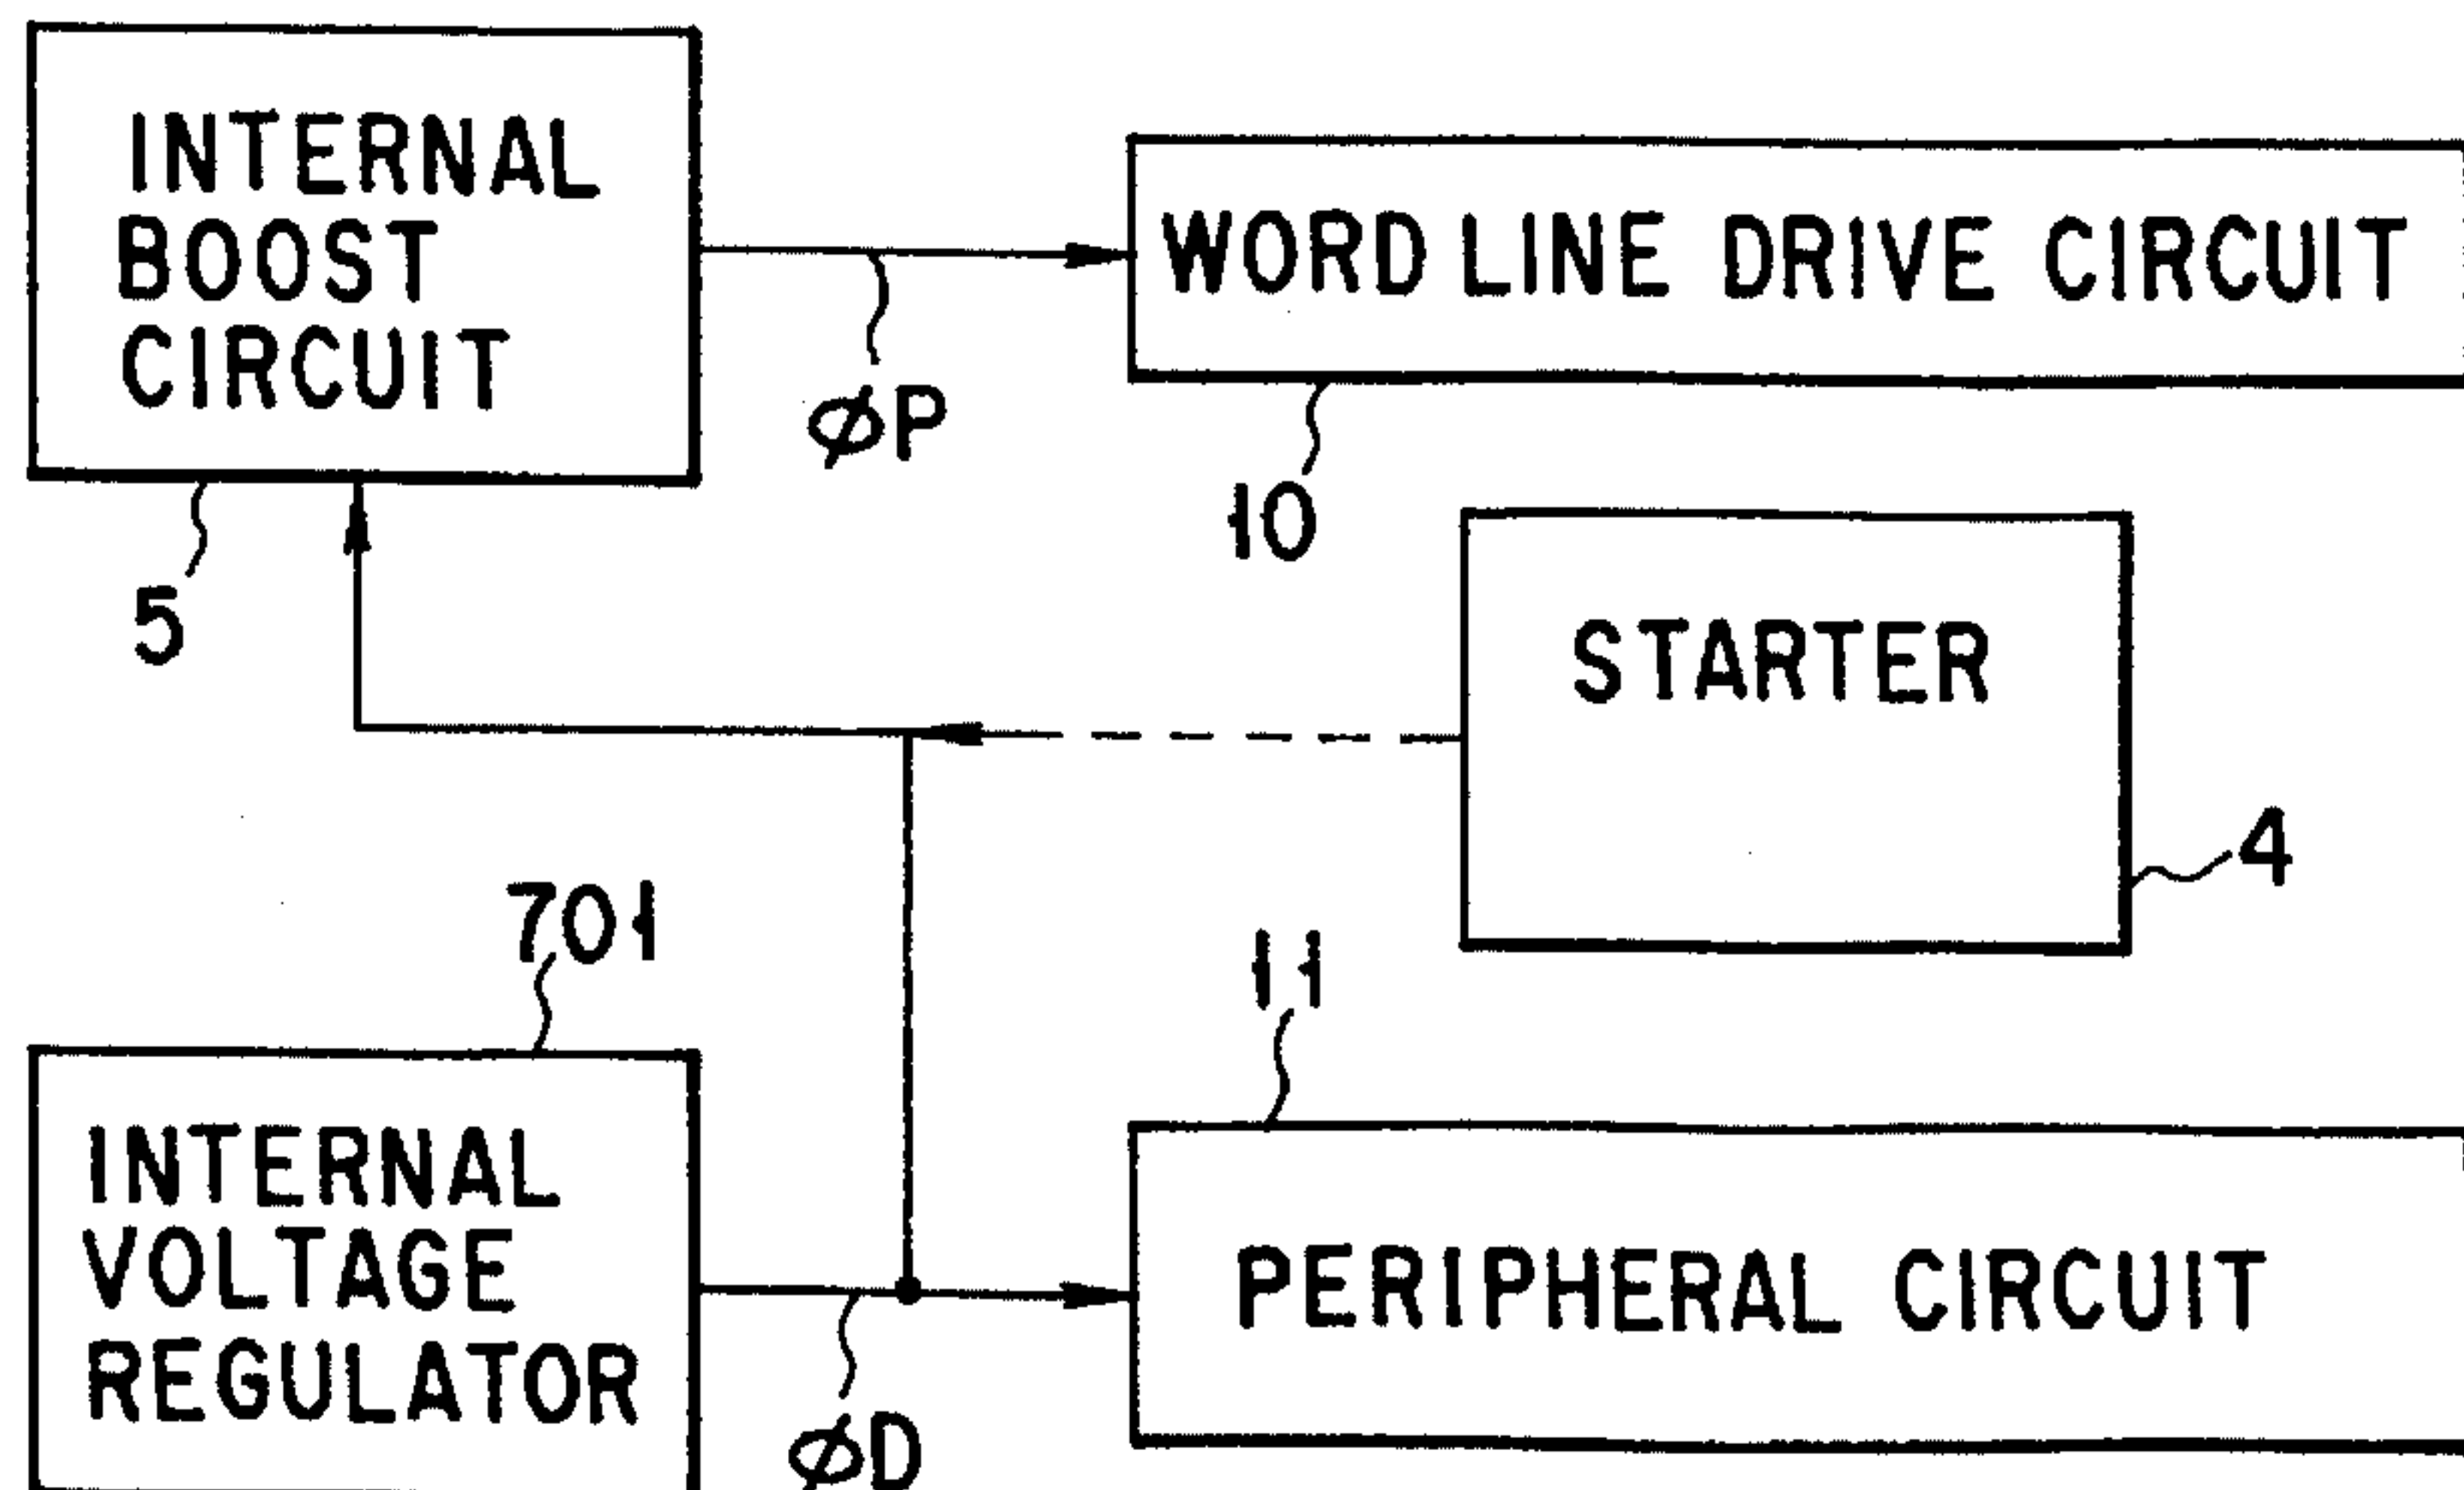 INTERNAL
BOOST
CIRCUIT
WORD LINE DRIVE CIRCUIT
φP
10
5
STARTER
4
701
11
INTERNAL
VOLTAGE
REGULATOR
PERIPHERAL CIRCUIT
φD